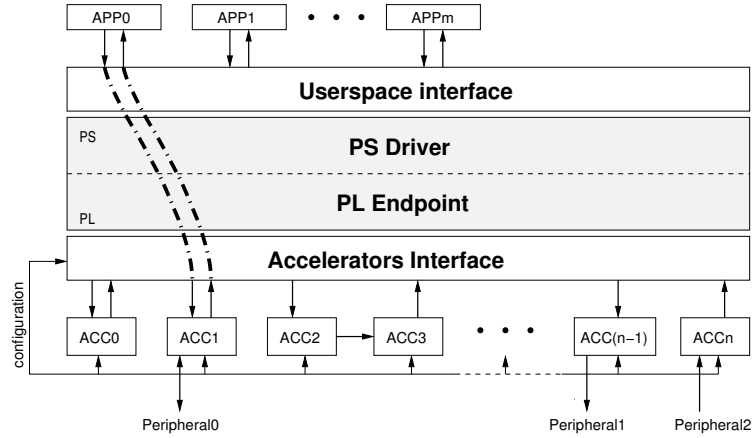 APP0 APP1 APPm
Userspace interface
PS
PS Driver
PL Endpoint
PL
Accelerators Interface
configuration
ACC0 ACC1 ACC2 ACC3 ACC(n-1) ACCn
Peripheral0 Peripheral1 Peripheral2